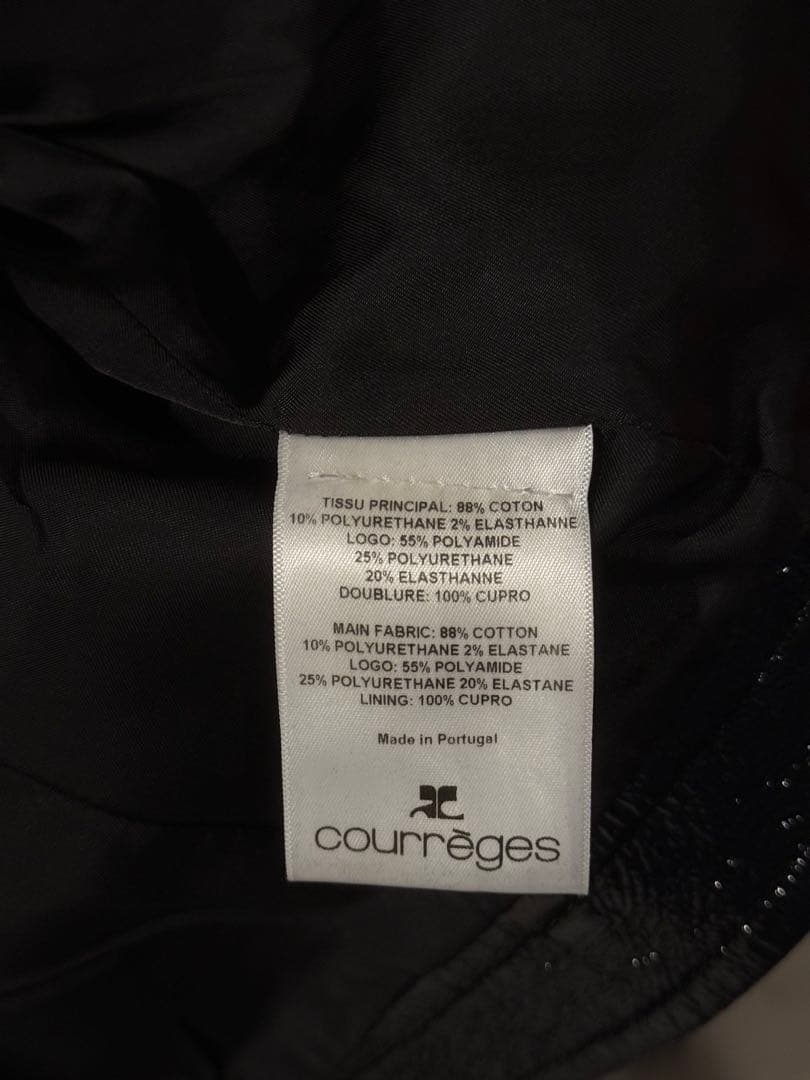 TISSU PRINCIPAL: 88% COTON
10% POLYURETHANE 2% ELASTHANNE
LOGO: 55% POLYAMIDE
25% POLYURETHANE
20% ELASTHANNE
DOUBLURE: 100% CUPRO
MAIN FABRIC: 88% COTTON
10% POLYURETHANE 2% ELASTANE
LOGO: 55% POLYAMIDE
25% POLYURETHANE 20% ELASTANE
LINING: 100% CUPRO
Made in Portugal
courrèges